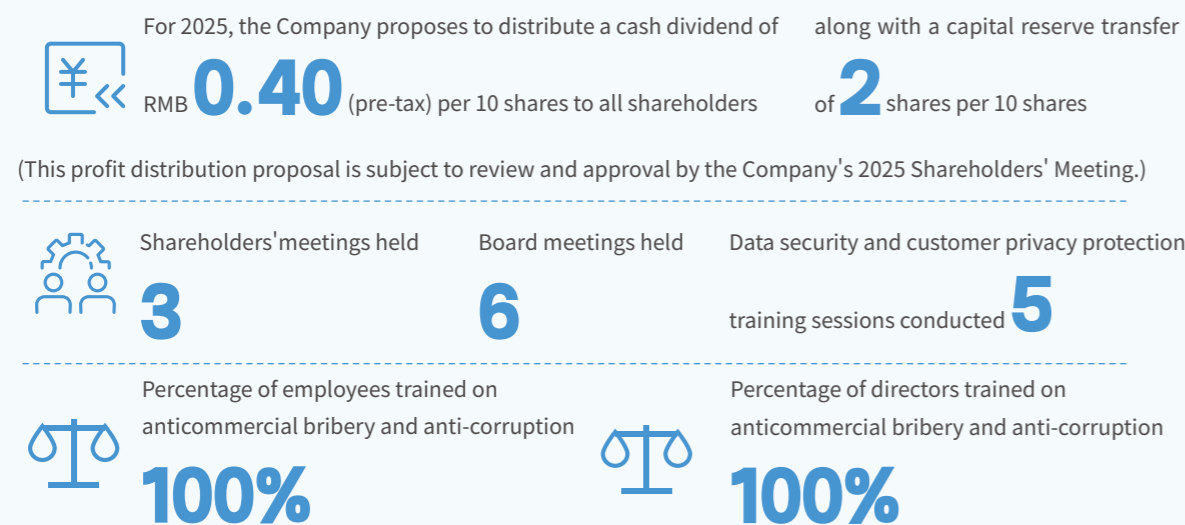 For 2025, the Company proposes to distribute a cash dividend of
RMB 0.40 (pre-tax) per 10 shares to all shareholders
along with a capital reserve transfer
of 2 shares per 10 shares
(This profit distribution proposal is subject to review and approval by the Company's 2025 Shareholders' Meeting.)
Shareholders'meetings held
3
Board meetings held
6
Data security and customer privacy protection
training sessions conducted 5
Percentage of employees trained on
anticommercial bribery and anti-corruption
100%
Percentage of directors trained on
anticommercial bribery and anti-corruption
100%